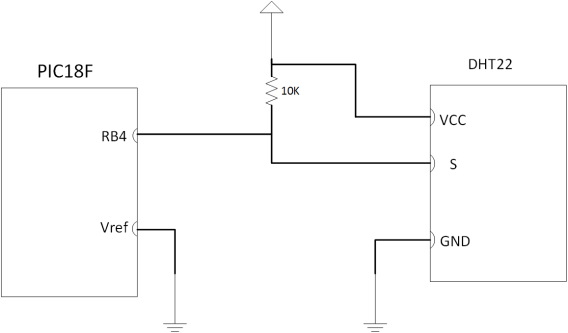 DHT22
PIC18F
10K
VCC
RB4
S
Vref
GND